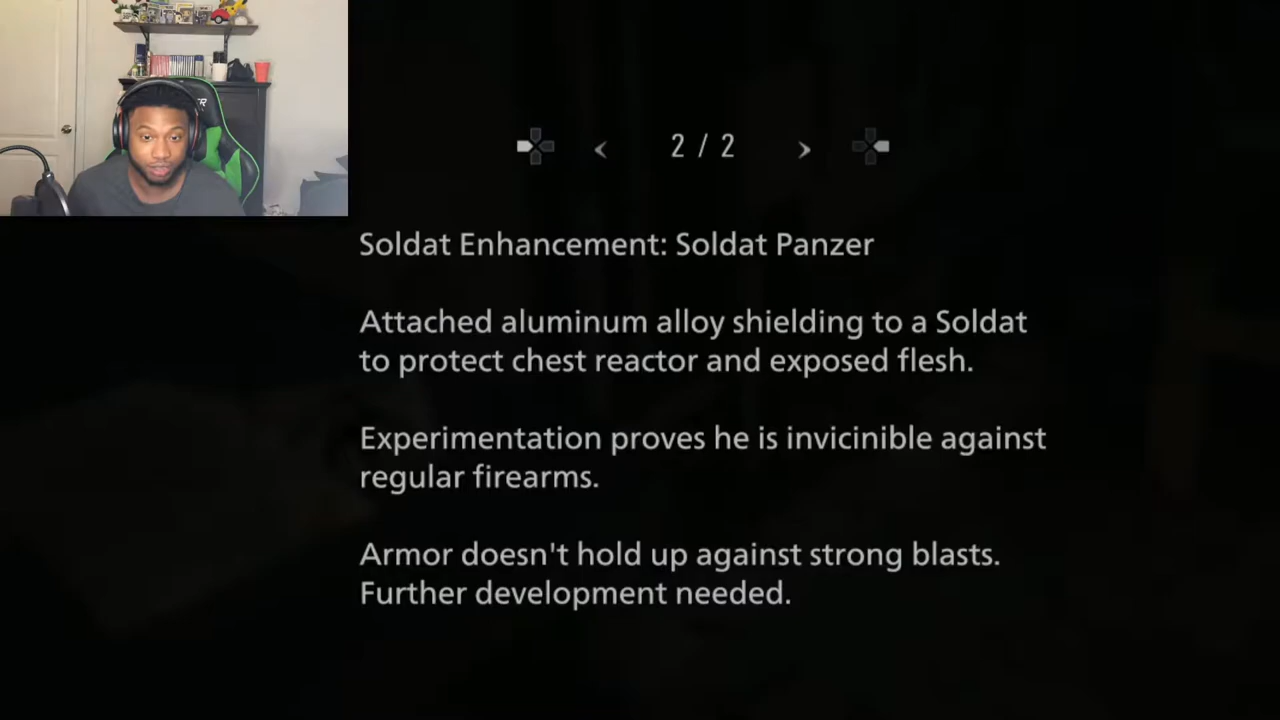 2 / 2
Soldat Enhancement: Soldat Panzer
Attached aluminum alloy shielding to a Soldat
to protect chest reactor and exposed flesh.
Experimentation proves he is invicinible against
regular firearms.
Armor doesn't hold up against strong blasts.
Further development needed.